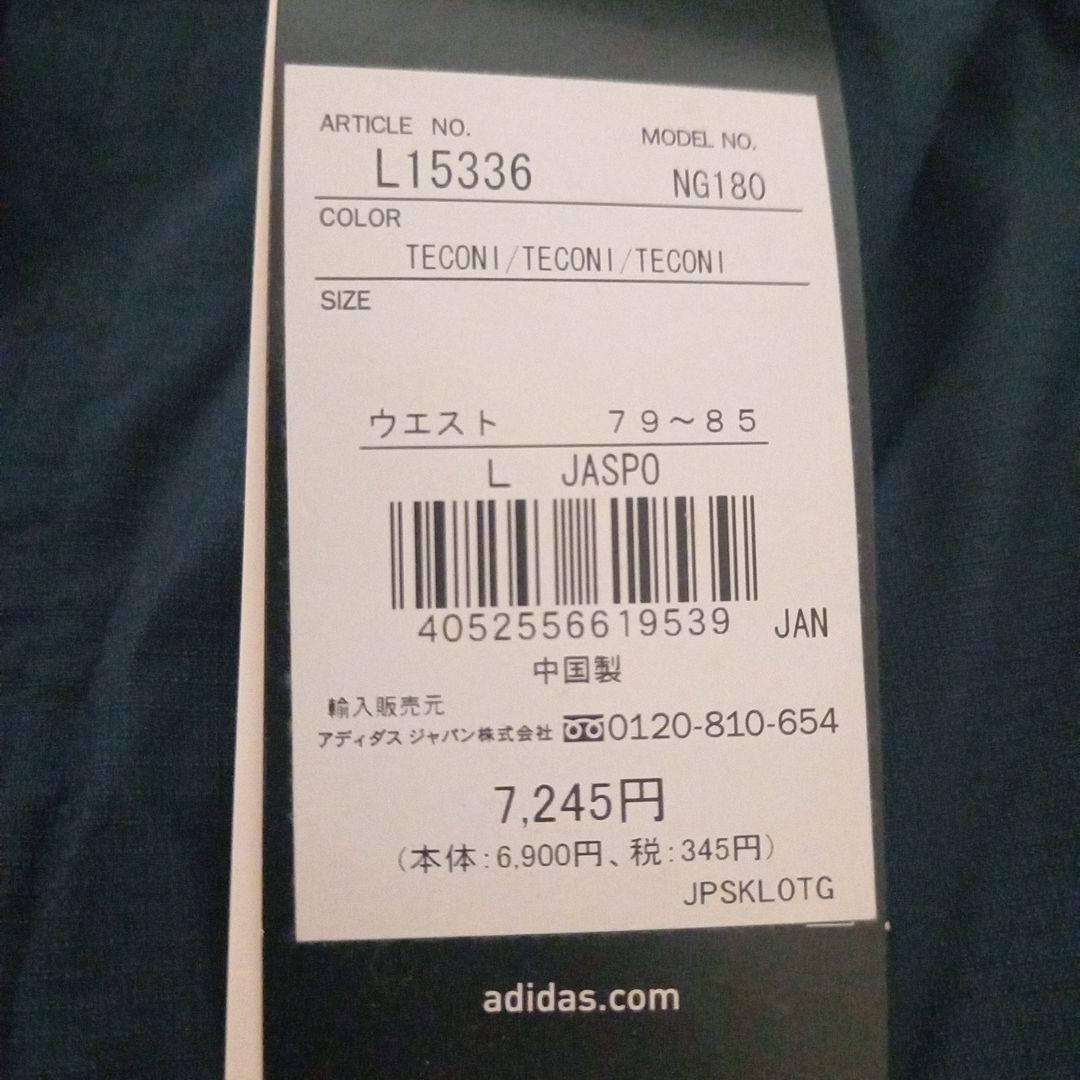 ARTICLE NO. MODEL NO.
L15336 NG180
COLOR
TECONI/TECONI/TECONI
SIZE
ウエスト 79～85
L JASPO
4052556619539 JAN
中国製
輸入販売元
アディダス ジャパン株式会社 0120-810-654
7,245円
(本体:6,900円、税:345円)
JPSKLOTG
adidas.com